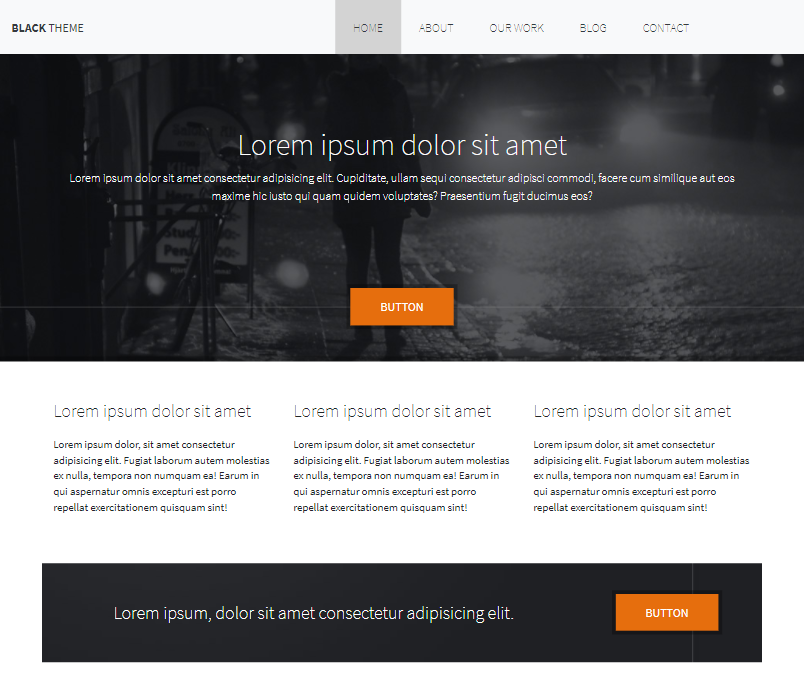 BLACK THEME HOME ABOUT OUR WORK BLOG CONTACT
Lorem ipsum dolor sit amet
Lorem ipsum dolor sit amet consectetur adipisicing elit. Cupiditate, ullam sequi consectetur adipisci commodi, facere cum similique aut eos
maxime hic iusto qui quam quidem voluptates? Praesentium fugit ducimus eos?
BUTTON
Lorem ipsum dolor sit amet
Lorem ipsum dolor, sit amet consectetur
adipisicing elit. Fugiat laborum autem molestias
ex nulla, tempora non numquam ea! Earum in
qui aspernatur omnis excepturi est porro
repellat exercitationem quisquam sint!
Lorem ipsum dolor sit amet
Lorem ipsum dolor, sit amet consectetur
adipisicing elit. Fugiat laborum autem molestias
ex nulla, tempora non numquam ea! Earum in
qui aspernatur omnis excepturi est porro
repellat exercitationem quisquam sint!
Lorem ipsum dolor sit amet
Lorem ipsum dolor, sit amet consectetur
adipisicing elit. Fugiat laborum autem molestias
ex nulla, tempora non numquam ea! Earum in
qui aspernatur omnis excepturi est porro
repellat exercitationem quisquam sint!
Lorem ipsum, dolor sit amet consectetur adipisicing elit.
BUTTON